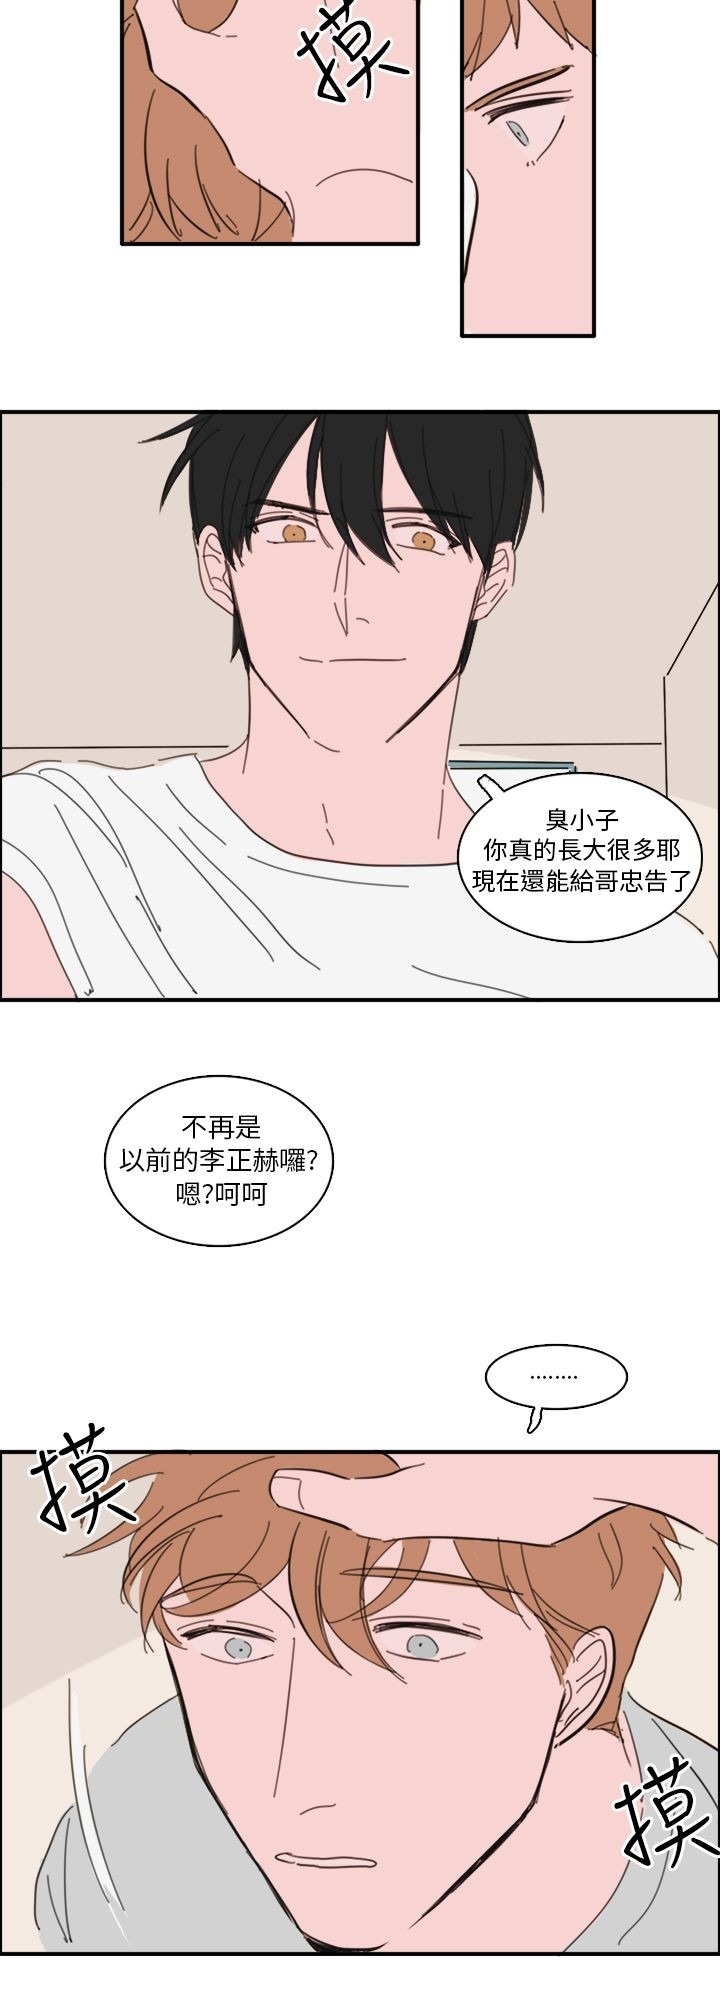 摸
臭小子
你真的長大很多耶
現在還能給哥忠告了
不再是
以前的李正赫囉?
嗯?呵呵
........
摸
摸